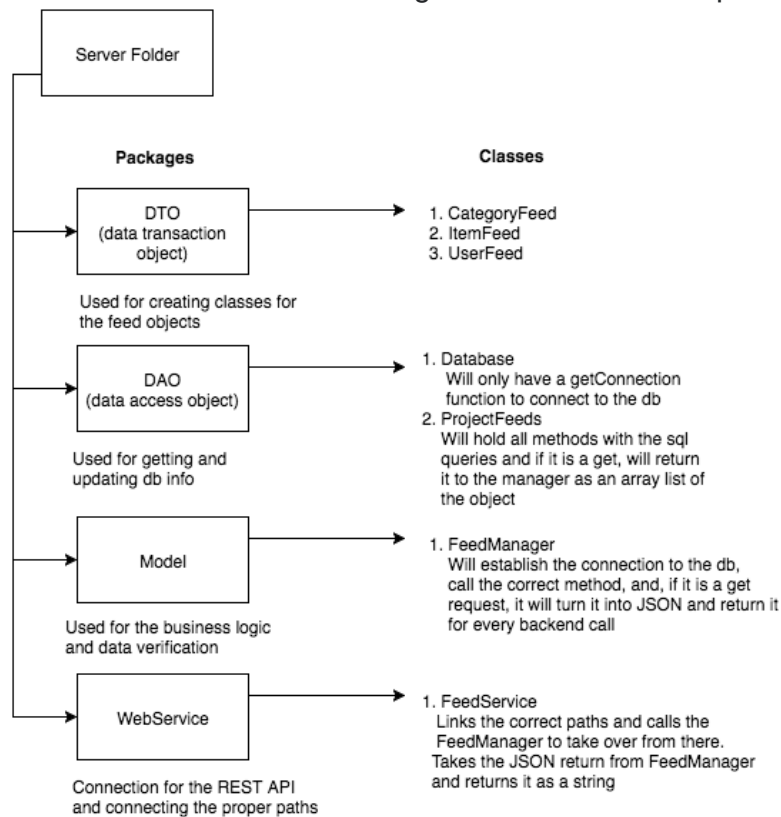 Server Folder
Packages
Classes
DTO
(data transaction
object)
1. CategoryFeed
2. ItemFeed
3. UserFeed
Used for creating classes for
the feed objects
DAO
(data access object)
1. Database
Will only have a getConnection
function to connect to the db
2. ProjectFeeds
Will hold all methods with the sql
queries and if it is a get, will return
it to the manager as an array list of
the object
Used for getting and
updating db info
Model
1. FeedManager
Will establish the connection to the db,
call the correct method, and, if it is a get
request, it will turn it into JSON and return it
for every backend call
Used for the business logic
and data verification
WebService
1. FeedService
Links the correct paths and calls the
FeedManager to take over from there.
Takes the JSON return from FeedManager
and returns it as a string
Connection for the REST API
and connecting the proper paths